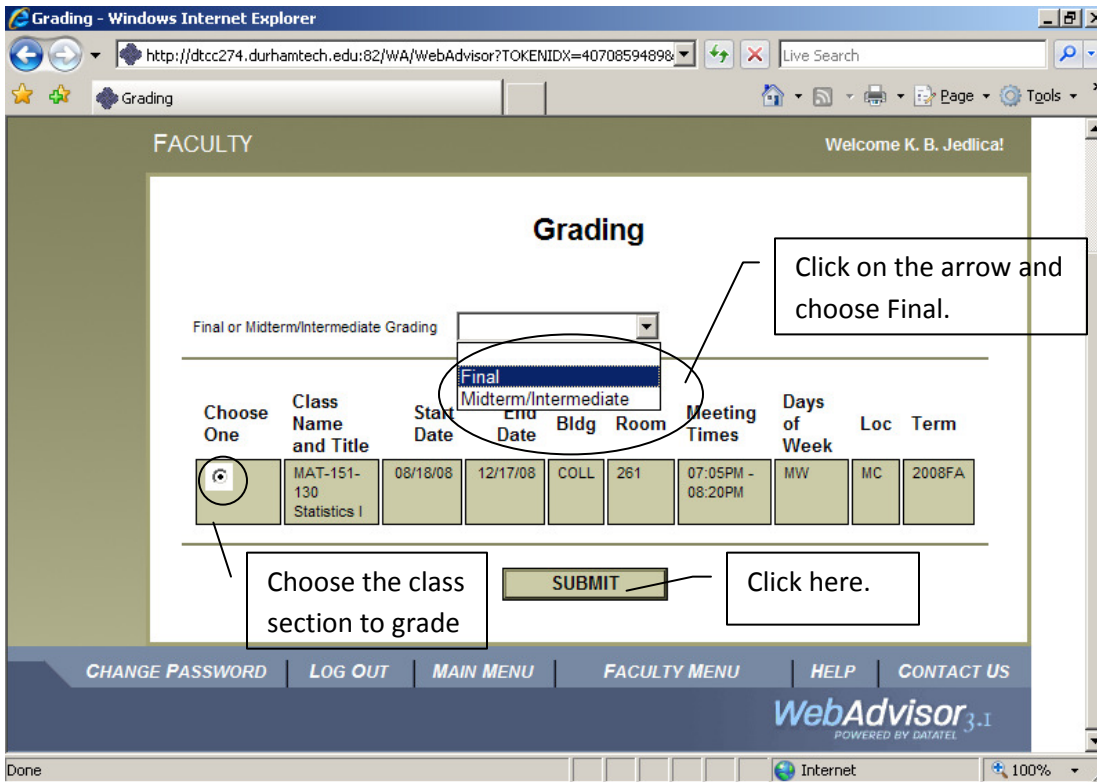 Grading - Windows Internet Explorer
http://dtcc274.durhamtech.edu:82/WA/WebAdvisor?TOKENIDX=4070859489&
Live Search
Grading
Page
Tools
FACULTY
Welcome K. B. Jedlica!
Grading
Click on the arrow and
choose Final.
Final or Midterm/Intermediate Grading
Final
Midterm/Intermediate
Choose
One
Class
Name
and Title
Start
Date
End
Date
Bldg
Room
Meeting
Times
Days
of
Week
Loc
Term
MAT-151-
130
Statistics I
08/18/08
12/17/08
COLL
261
07:05PM -
08:20PM
MW
MC
2008FA
Choose the class
section to grade
SUBMIT
Click here.
CHANGE PASSWORD
LOG OUT
MAIN MENU
FACULTY MENU
HELP
CONTACT US
WebAdvisor 3.1
POWERED BY DATATEL
Done
Internet
100%